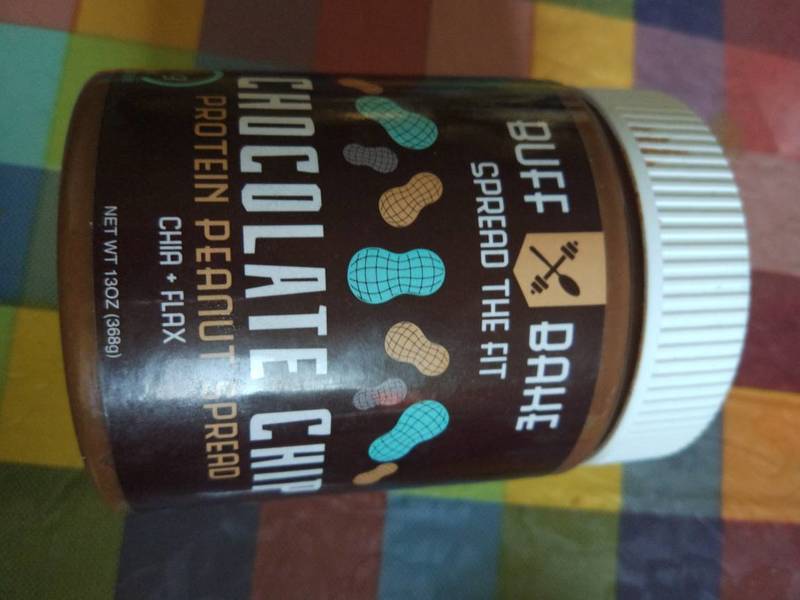 BUFF BAKE
SPREAD THE FIT
CHOCOLATE CHIP
PROTEIN PEANUT SPREAD
CHIA + FLAX
NET WT 13OZ (368g)